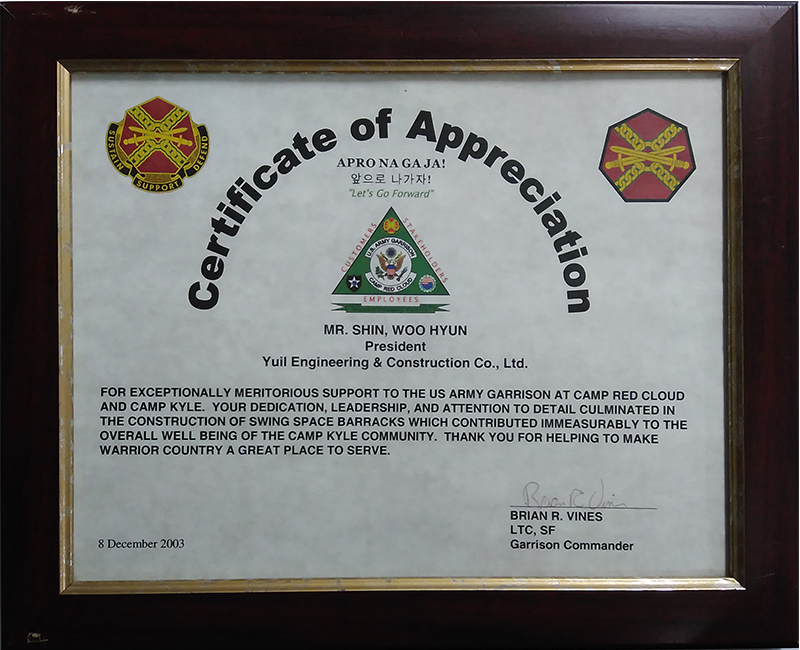 Certificate of Appreciation
SUSTAIN SUPPORT DEFEND
APRO NA GA JA!
앞으로 나가자!
"Let's Go Forward"
CUSTOMERS
STAKEHOLDERS
U.S. ARMY GARRISON
CAMP RED CLOUD
EMPLOYEES
MR. SHIN, WOO HYUN
President
Yuil Engineering & Construction Co., Ltd.
FOR EXCEPTIONALLY MERITORIOUS SUPPORT TO THE US ARMY GARRISON AT CAMP RED CLOUD
AND CAMP KYLE.  YOUR DEDICATION, LEADERSHIP, AND ATTENTION TO DETAIL CULMINATED IN
THE CONSTRUCTION OF SWING SPACE BARRACKS WHICH CONTRIBUTED IMMEASURABLY TO THE
OVERALL WELL BEING OF THE CAMP KYLE COMMUNITY.  THANK YOU FOR HELPING TO MAKE
WARRIOR COUNTRY A GREAT PLACE TO SERVE.
Brian R. Vines
BRIAN R. VINES
LTC, SF
Garrison Commander
8 December 2003